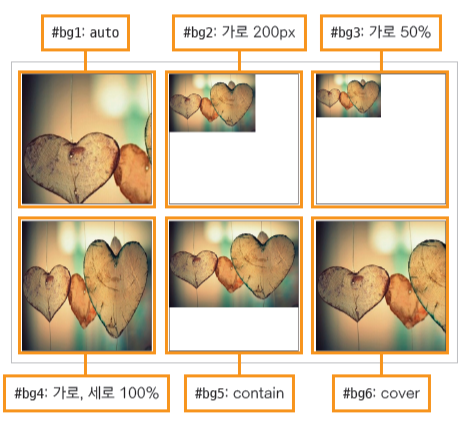 #bg1: auto
#bg2: 가로 200px
#bg3: 가로 50%
#bg4: 가로, 세로 100%
#bg5: contain
#bg6: cover